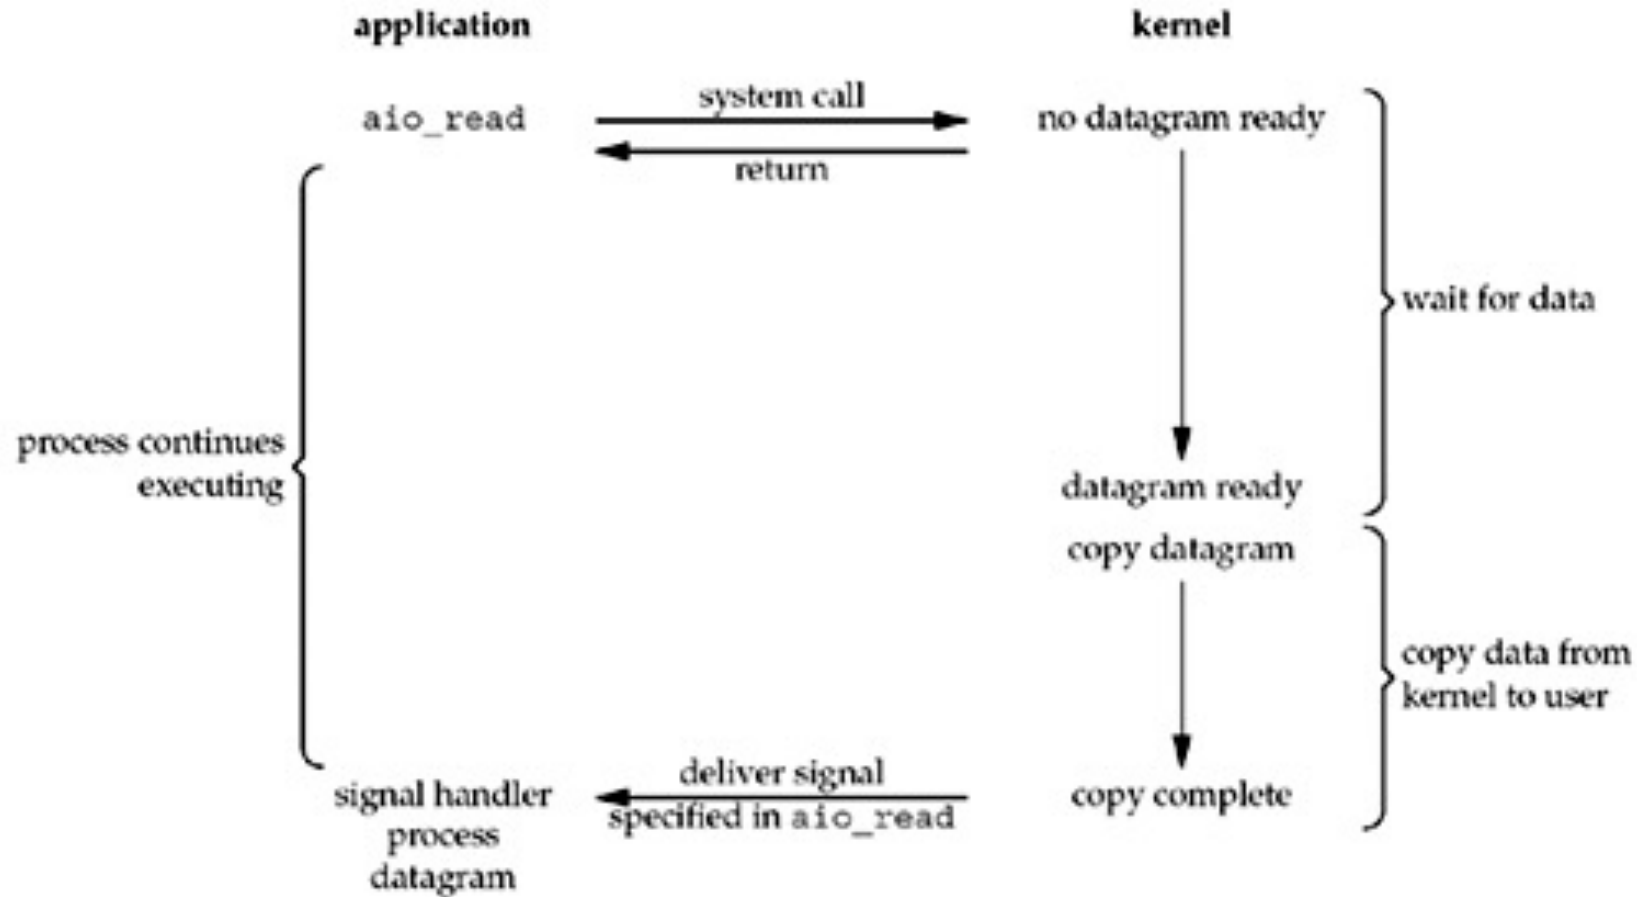 application
kernel
aio_read
system call
no datagram ready
return
wait for data
process continues
executing
datagram ready
copy datagram
copy data from
kernel to user
deliver signal
signal handler
specified in aio_read
copy complete
process
datagram